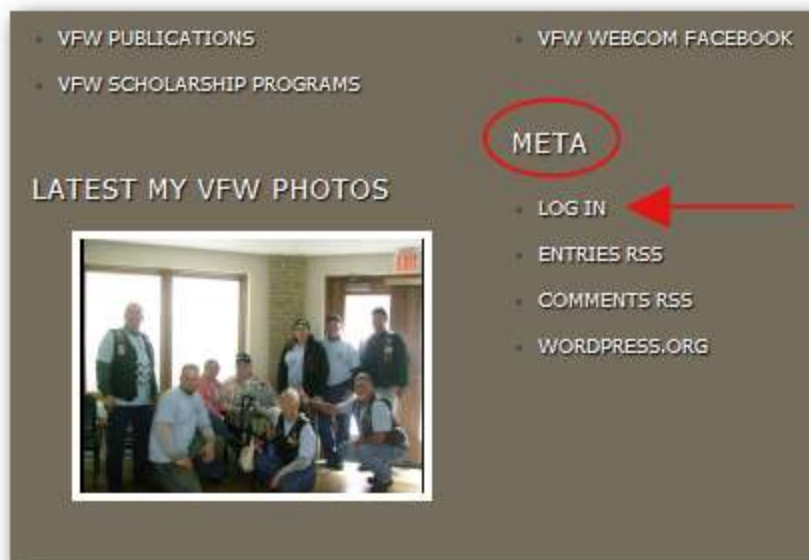 VFW PUBLICATIONS
VFW SCHOLARSHIP PROGRAMS
LATEST MY VFW PHOTOS
EXIT
VFW WEBCOM FACEBOOK
META
LOG IN
ENTRIES RSS
COMMENTS RSS
WORDPRESS.ORG